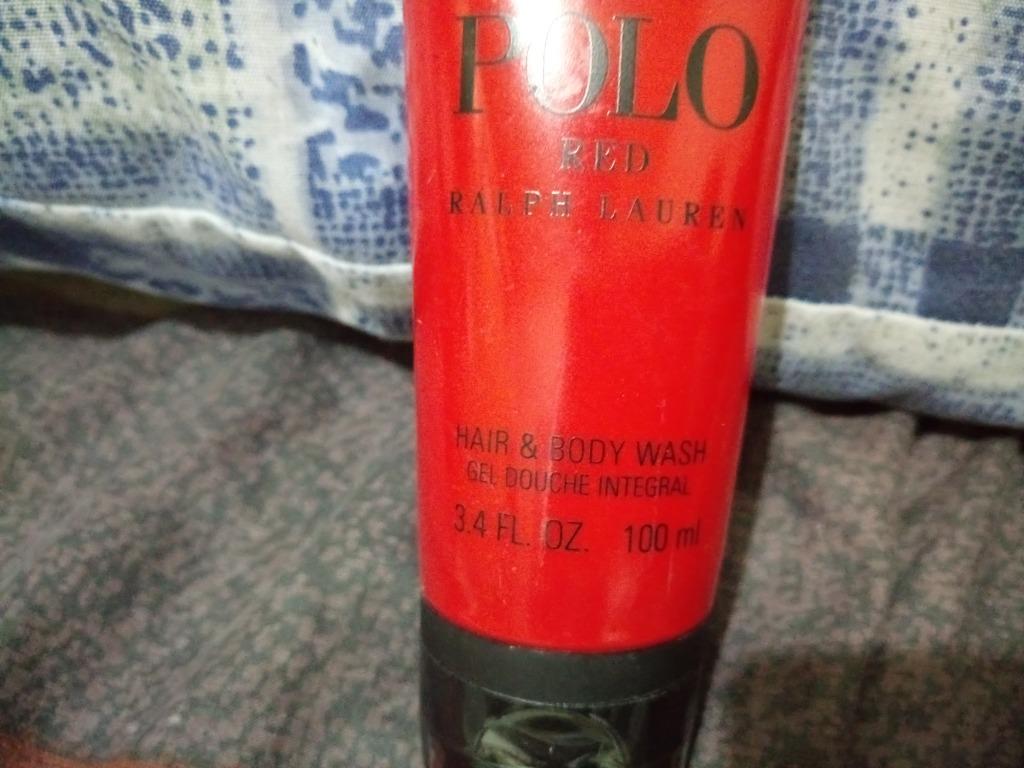 POLO
RED
RALPH LAUREN
HAIR & BODY WASH
GEL DOUCHE INTEGRAL
3.4 FL. OZ. 100 ml